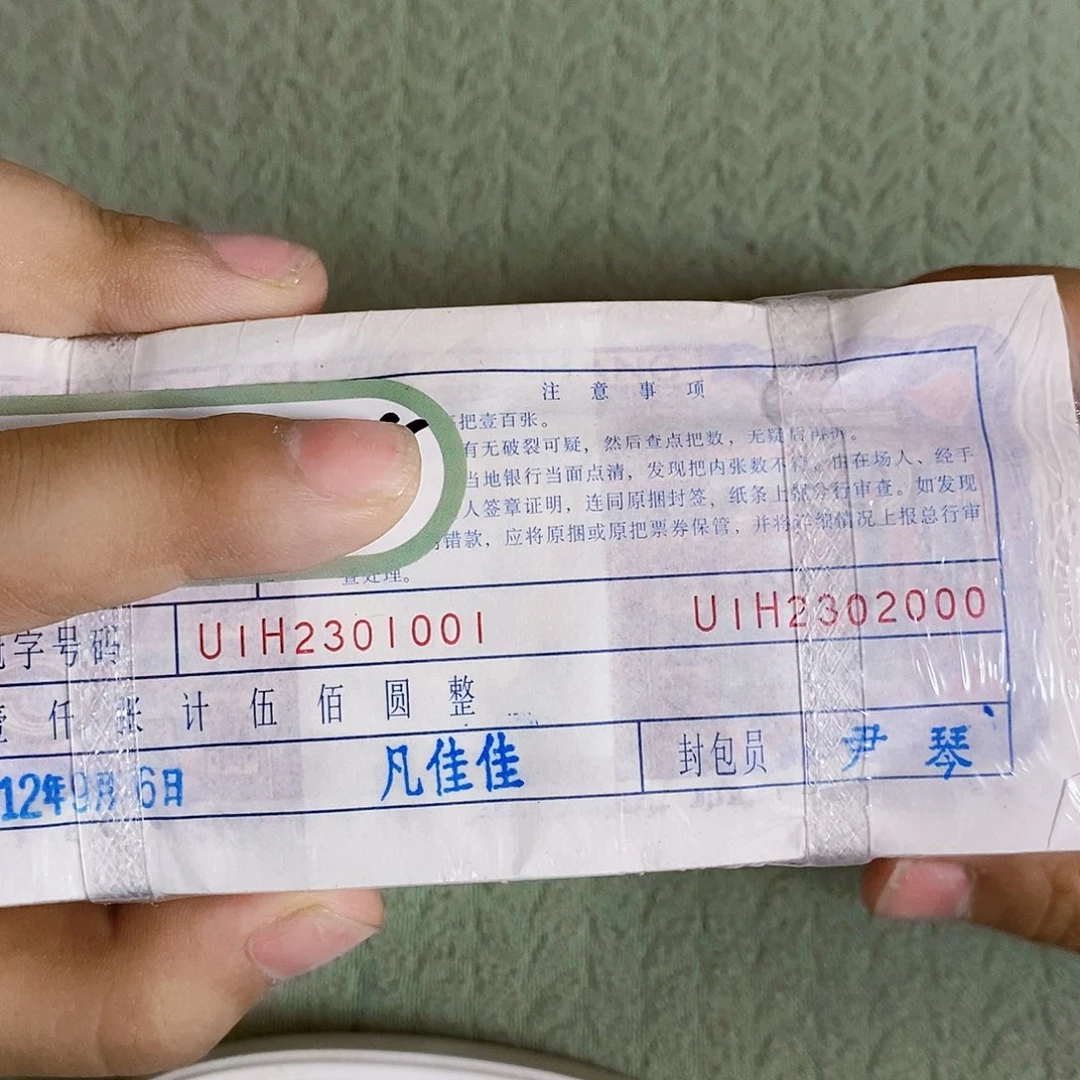 注意事项
把壹百张。
有无破裂可疑，然后查点把数，无疑后再拆。
当地银行当面点清，发现把内张数不符，由在场人、经手
人签章证明，连同原捆封签，纸条上报分行审查。如发现
错款，应将原捆或原把票券保管，并将详细情况上报总行审
查处理。
字号码 U1H2301001 U1H2302000
壹仟张计伍佰圆整
12年9月6日 凡佳佳 封包员 尹琴